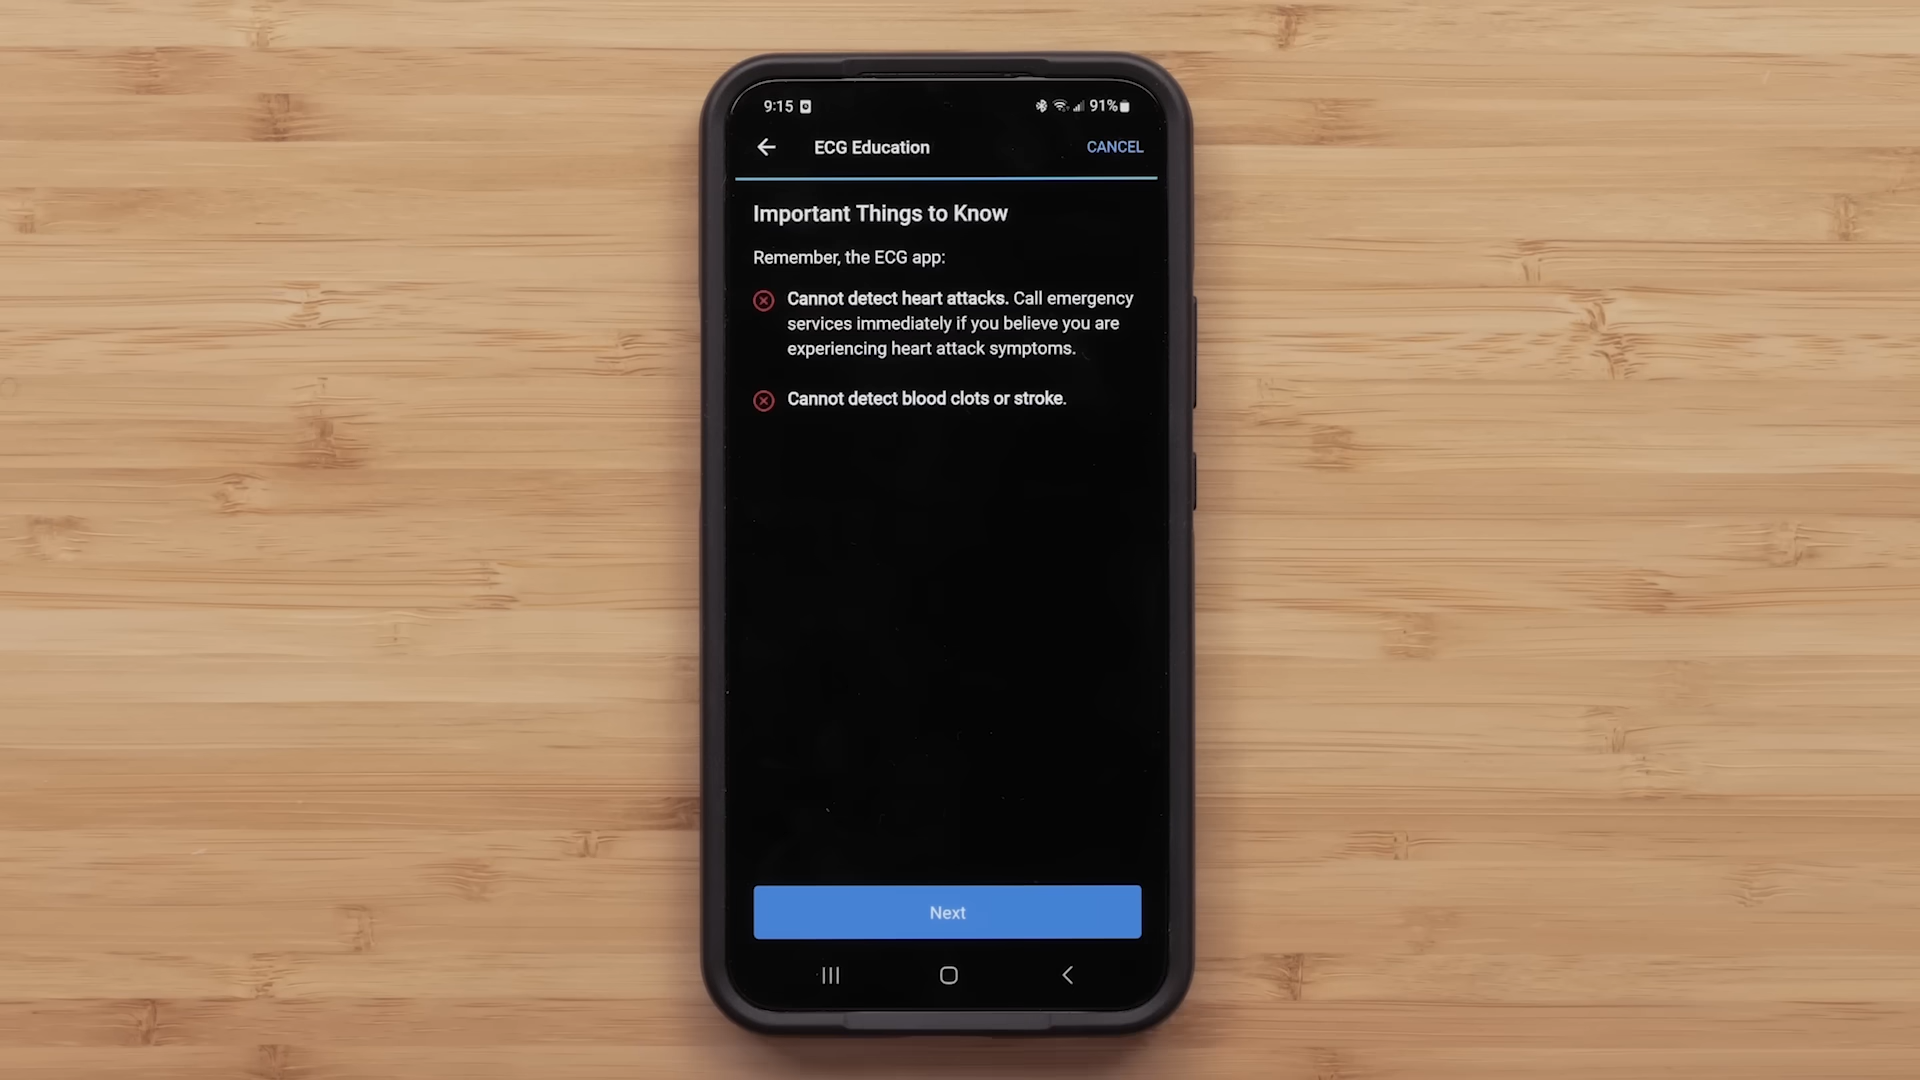 9:15 91%
ECG Education CANCEL
Important Things to Know
Remember, the ECG app:
Cannot detect heart attacks. Call emergency
services immediately if you believe you are
experiencing heart attack symptoms.
Cannot detect blood clots or stroke.
Next